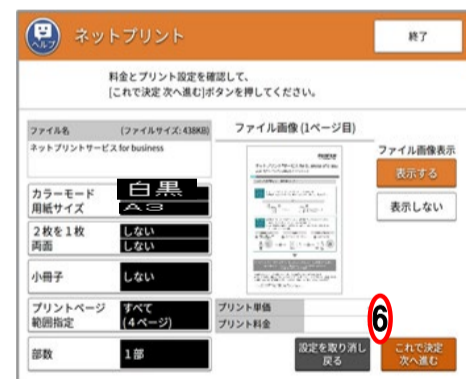 ヘルプ
ネットプリント
終了
料金とプリント設定を確認して、
[これで決定 次へ進む]ボタンを押してください。
ファイル名 (ファイルサイズ:438KB)
ネットプリントサービス for business
ファイル画像 (1ページ目)
ファイル画像表示
表示する
表示しない
カラーモード 白黒
用紙サイズ A3
2枚を1枚 しない
両面 しない
小冊子 しない
プリントページ すべて
範囲指定 (4ページ)
部数 1部
プリント単価
プリント料金
6
設定を取り消し
戻る
これで決定
次へ進む